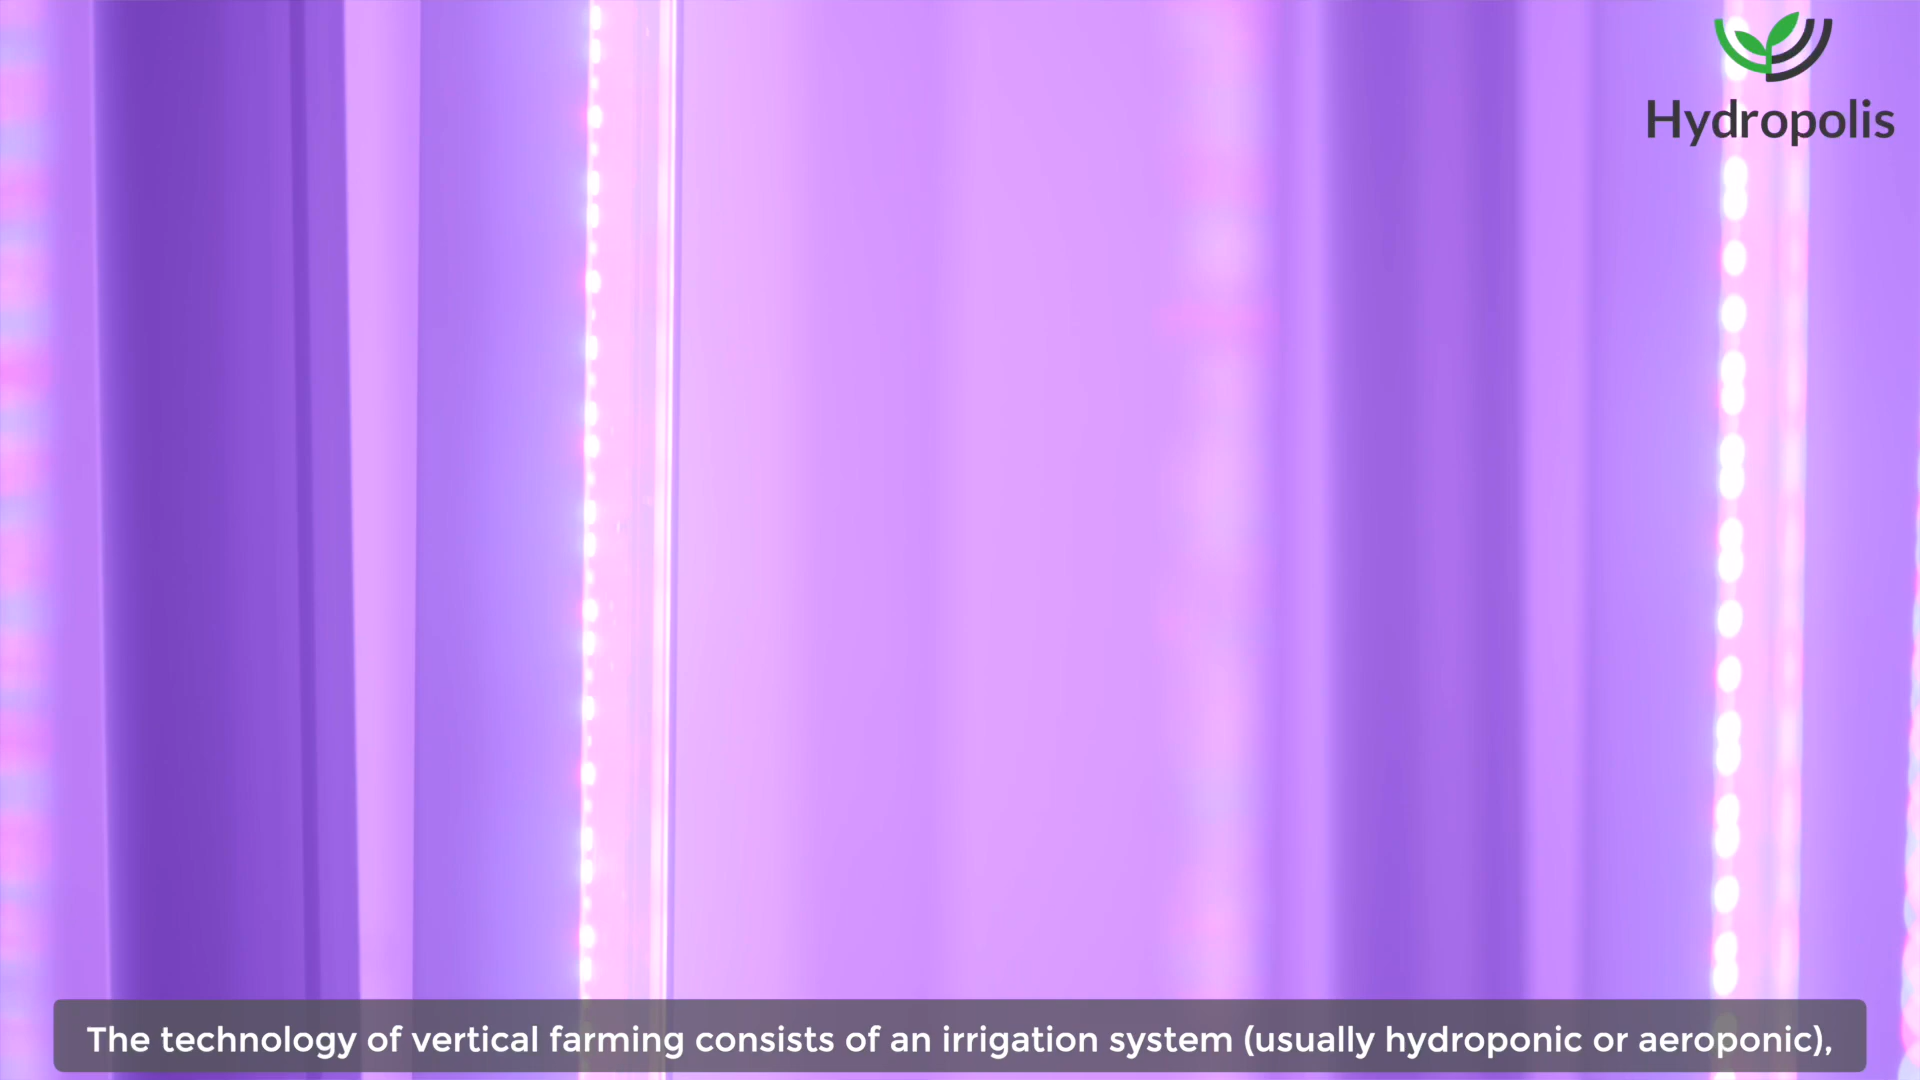 Hydropolis
The technology of vertical farming consists of an irrigation system (usually hydroponic or aeroponic),